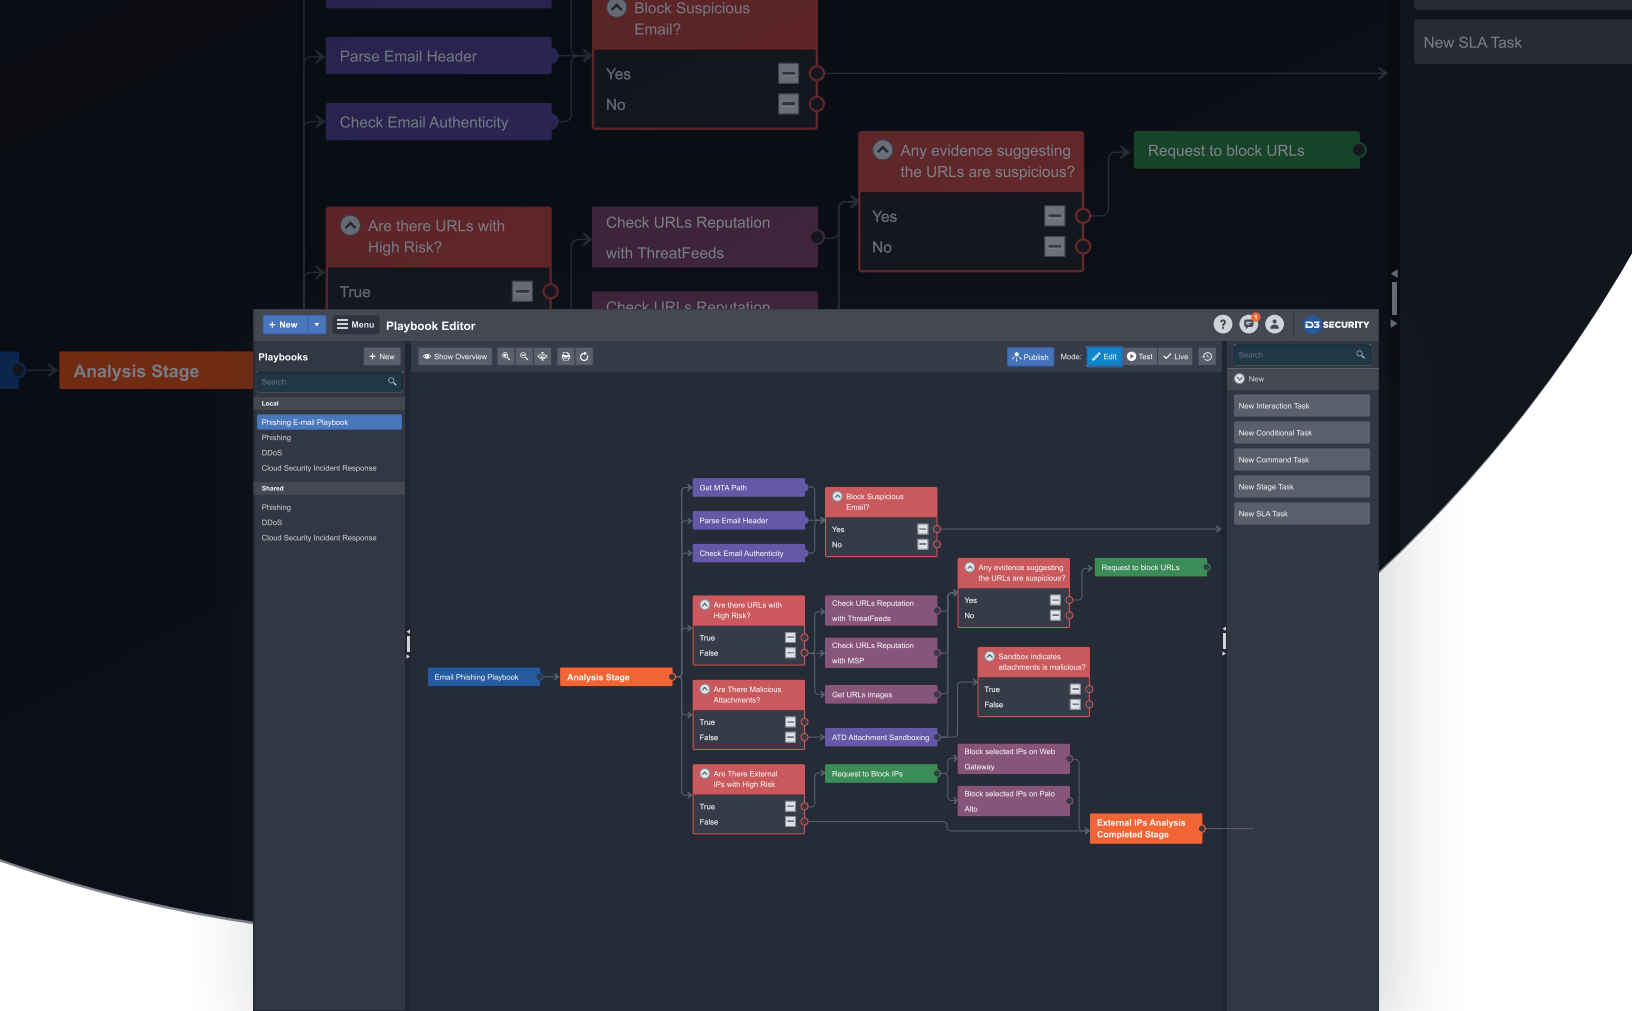 Block Suspicious
Email?
New SLA Task
Parse Email Header
Yes
No
Check Email Authenticity
Any evidence suggesting
the URLs are suspicious?
Request to block URLs
Yes
No
Are there URLs with
High Risk?
Check URLs Reputation
with ThreatFeeds
True
Check URLs Reputation
Analysis Stage
+ New
Menu
Playbook Editor
?
1
D3 SECURITY
Playbooks
+ New
Show Overview
Publish
Mode:
Edit
Test
Live
Search
Search
New
Local
Phishing E-mail Playbook
Phishing
DDoS
Cloud Security Incident Response
Shared
Phishing
DDoS
Cloud Security Incident Response
New Interaction Task
New Conditional Task
New Command Task
New Stage Task
New SLA Task
Email Phishing Playbook
Analysis Stage
Get MTA Path
Parse Email Header
Check Email Authenticity
Block Suspicious
Email?
Yes
No
Are there URLs with
High Risk?
True
False
Check URLs Reputation
with ThreatFeeds
Check URLs Reputation
with MSP
Get URLs images
Any evidence suggesting
the URLs are suspicious?
Yes
No
Request to block URLs
Sandbox indicates
attachments is malicious?
True
False
Are There Malicious
Attachments?
True
False
ATD Attachment Sandboxing
Are There External
IPs with High Risk
True
False
Request to Block IPs
Block selected IPs on Web
Gateway
Block selected IPs on Palo
Alto
External IPs Analysis
Completed Stage